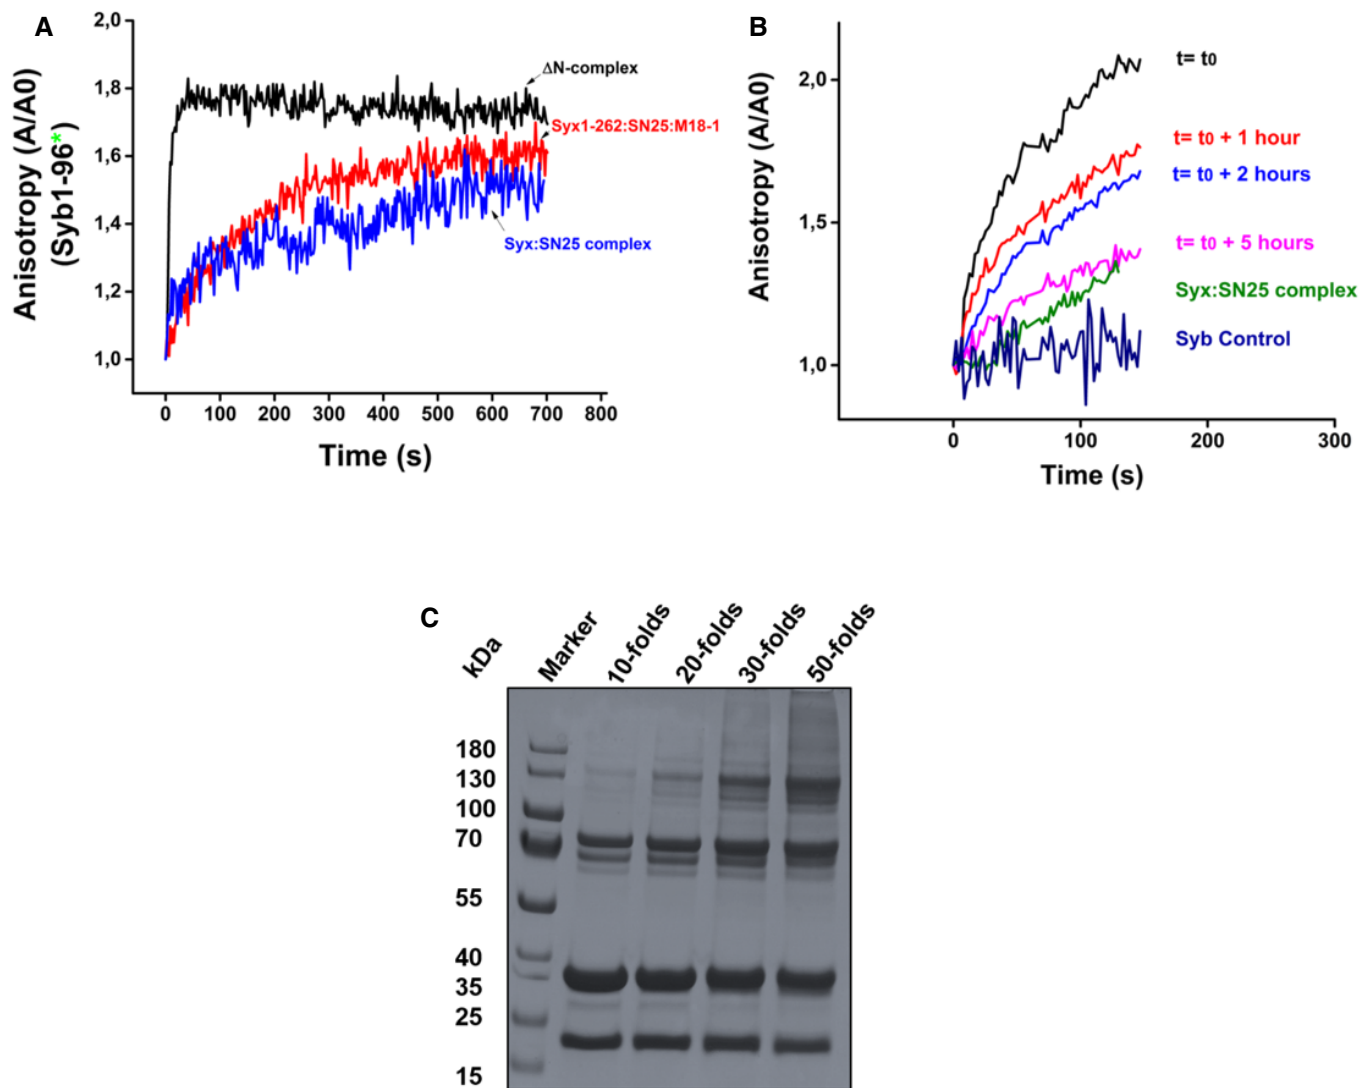 A
2,0
1,8
1,6
1,4
1,2
1,0
Anisotropy (A/A0)
(Syb1-96*)
ΔN-complex
Syx1-262:SN25:M18-1
Syx:SN25 complex
0 100 200 300 400 500 600 700 800
Time (s)
B
2,0
1,5
1,0
Anisotropy (A/A0)
t= t0
t= t0 + 1 hour
t= t0 + 2 hours
t= t0 + 5 hours
Syx:SN25 complex
Syb Control
0 100 200 300
Time (s)
C
kDa
Marker
10-folds
20-folds
30-folds
50-folds
180
130
100
70
55
40
35
25
15